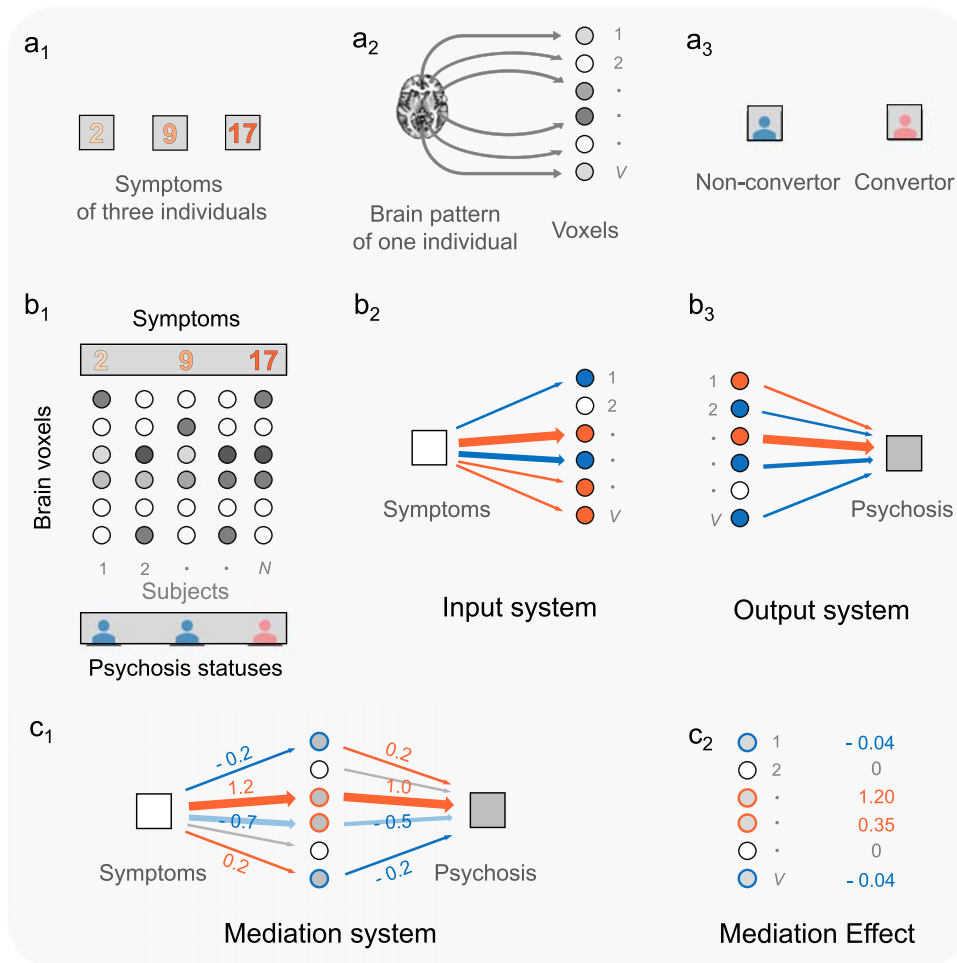 a1
2 9 17
Symptoms
of three individuals
a2
1
2
·
·
·
V
Brain pattern
of one individual
Voxels
a3
Non-convertor
Convertor
b1
Symptoms
2 9 17
Brain voxels
1 2 · · N
Subjects
Psychosis statuses
b2
1
2
·
·
·
V
Symptoms
Input system
b3
1
2
·
·
·
V
Psychosis
Output system
c1
- 0.2
1.2
- 0.7
0.2
0.2
1.0
- 0.5
- 0.2
Symptoms
Psychosis
Mediation system
c2
1 - 0.04
2 0
· 1.20
· 0.35
· 0
V - 0.04
Mediation Effect